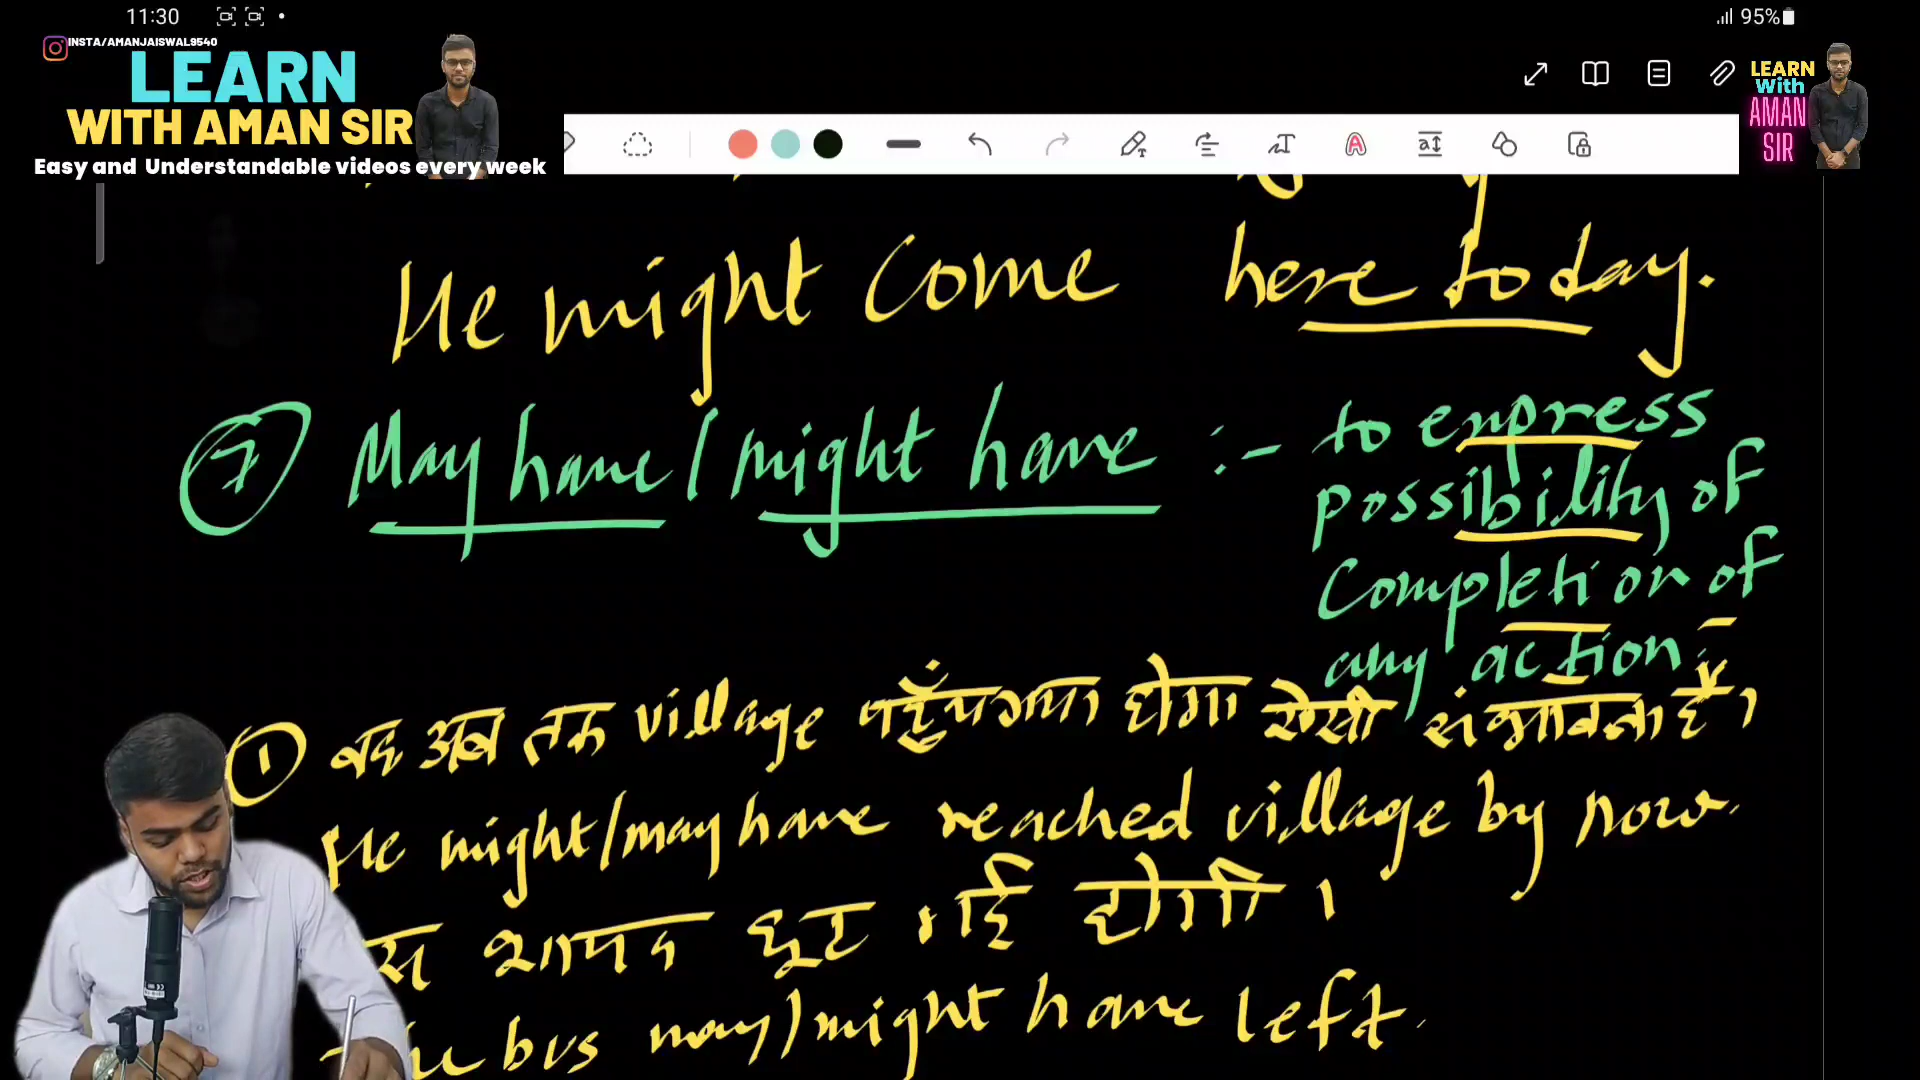 11:30
95%
INSTA/AMANJAISWAL9540
LEARN
WITH AMAN SIR
Easy and Understandable videos every week
LEARN
With
AMAN
SIR
He might come here today.
7 May have / might have :- to express
possibility of
Completion of
any action.
1 वह अब तक village पहुँच गया होगा ऐसी संभावना है।
He might/may have reached village by now.
बस शायद छूट गई होगी।
The bus may/might have left.